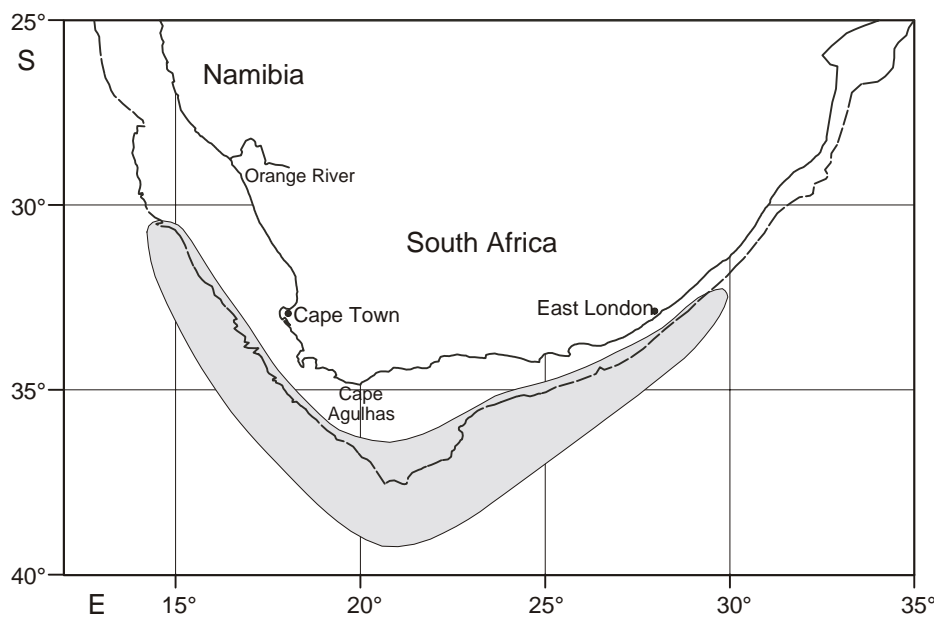 25°
S
Namibia
Orange River
30°
South Africa
Cape Town
East London
35°
Cape
Agulhas
40°
E
15°
20°
25°
30°
35°